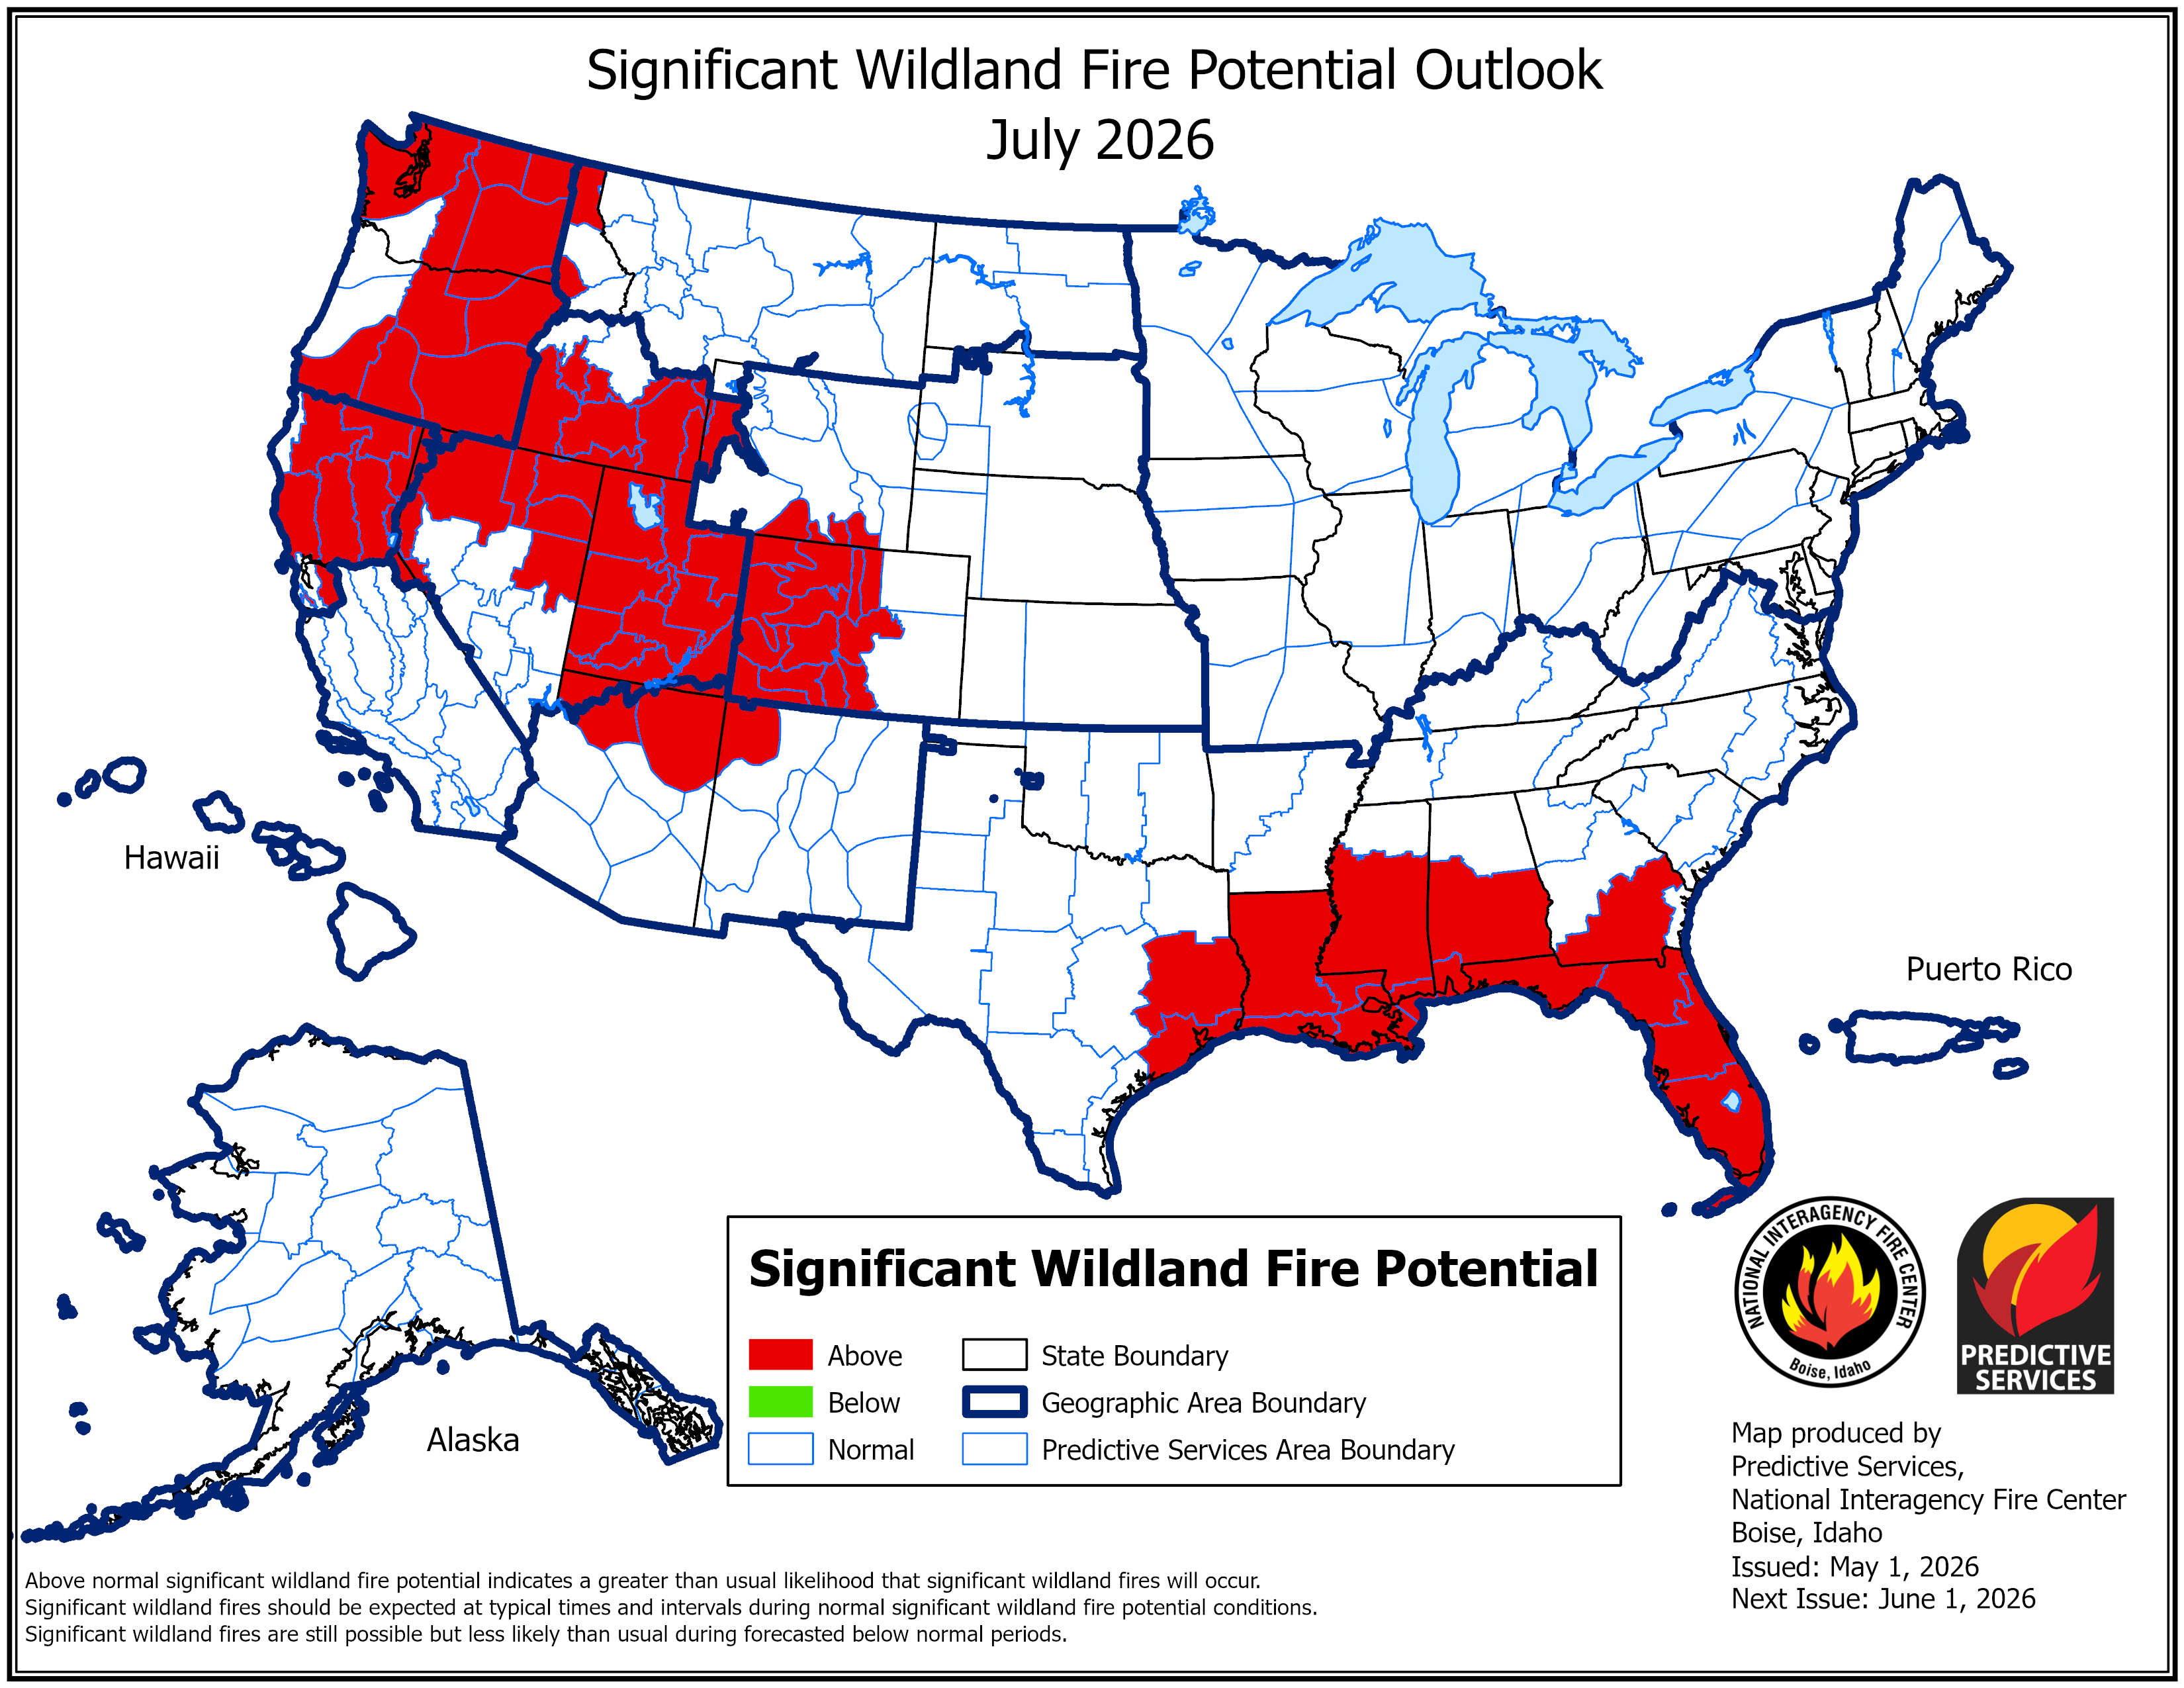 Significant Wildland Fire Potential Outlook
July 2026
Hawaii
Puerto Rico
Alaska
Significant Wildland Fire Potential
Above
Below
Normal
State Boundary
Geographic Area Boundary
Predictive Services Area Boundary
NATIONAL INTERAGENCY FIRE CENTER
Boise, Idaho
PREDICTIVE
SERVICES
Map produced by
Predictive Services,
National Interagency Fire Center
Boise, Idaho
Issued: May 1, 2026
Next Issue: June 1, 2026
Above normal significant wildland fire potential indicates a greater than usual likelihood that significant wildland fires will occur.
Significant wildland fires should be expected at typical times and intervals during normal significant wildland fire potential conditions.
Significant wildland fires are still possible but less likely than usual during forecasted below normal periods.